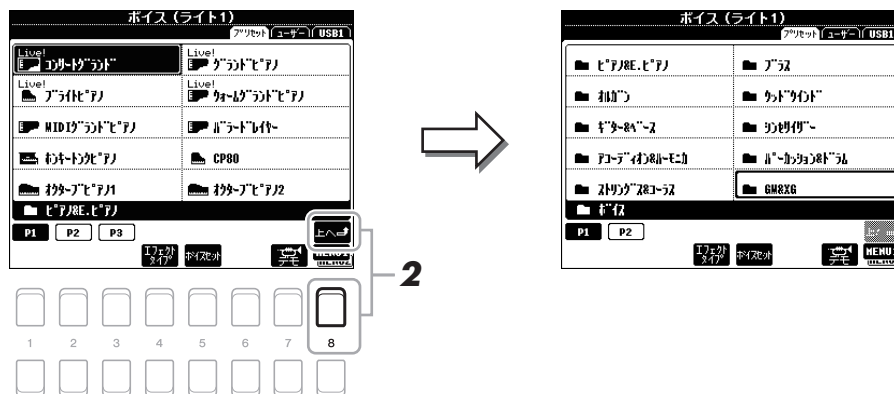 ボイス（ライト1）
プリセット ユーザー USB1
Live! コンサートグランド
Live! グランドピアノ
Live! ブライトピアノ
Live! ウォームグランドピアノ
MIDIグランドピアノ
バラードレイヤー
ホンキートンクピアノ
CP80
オクターブピアノ1
オクターブピアノ2
ピアノ&E.ピアノ
P1 P2 P3 上へ
エフェクトタイプ ボイスセット デモ MENU1 MENU2
2
1 2 3 4 5 6 7 8
ボイス（ライト1）
プリセット ユーザー USB1
ピアノ&E.ピアノ
ブラス
オルガン
ウッドウインド
ギター&ベース
シンセリザー
アコーディオン&ハーモニカ
パーカッション&ドラム
ストリングス&コーラス
GM&XG
ボイス
P1 P2
エフェクトタイプ ボイスセット デモ